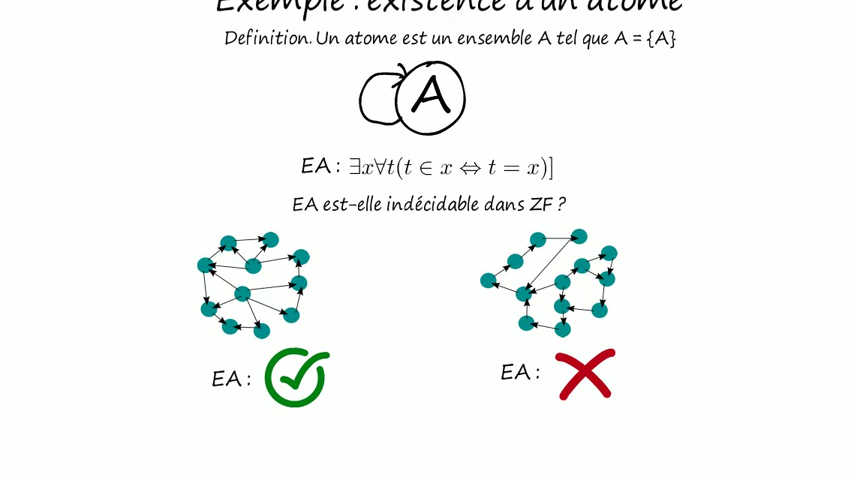 Exemple : existence d'un atome
Definition. Un atome est un ensemble A tel que A = {A}
A
EA : ∃x∀t(t ∈ x ⇔ t = x)]
EA est-elle indécidable dans ZF ?
EA :
EA :